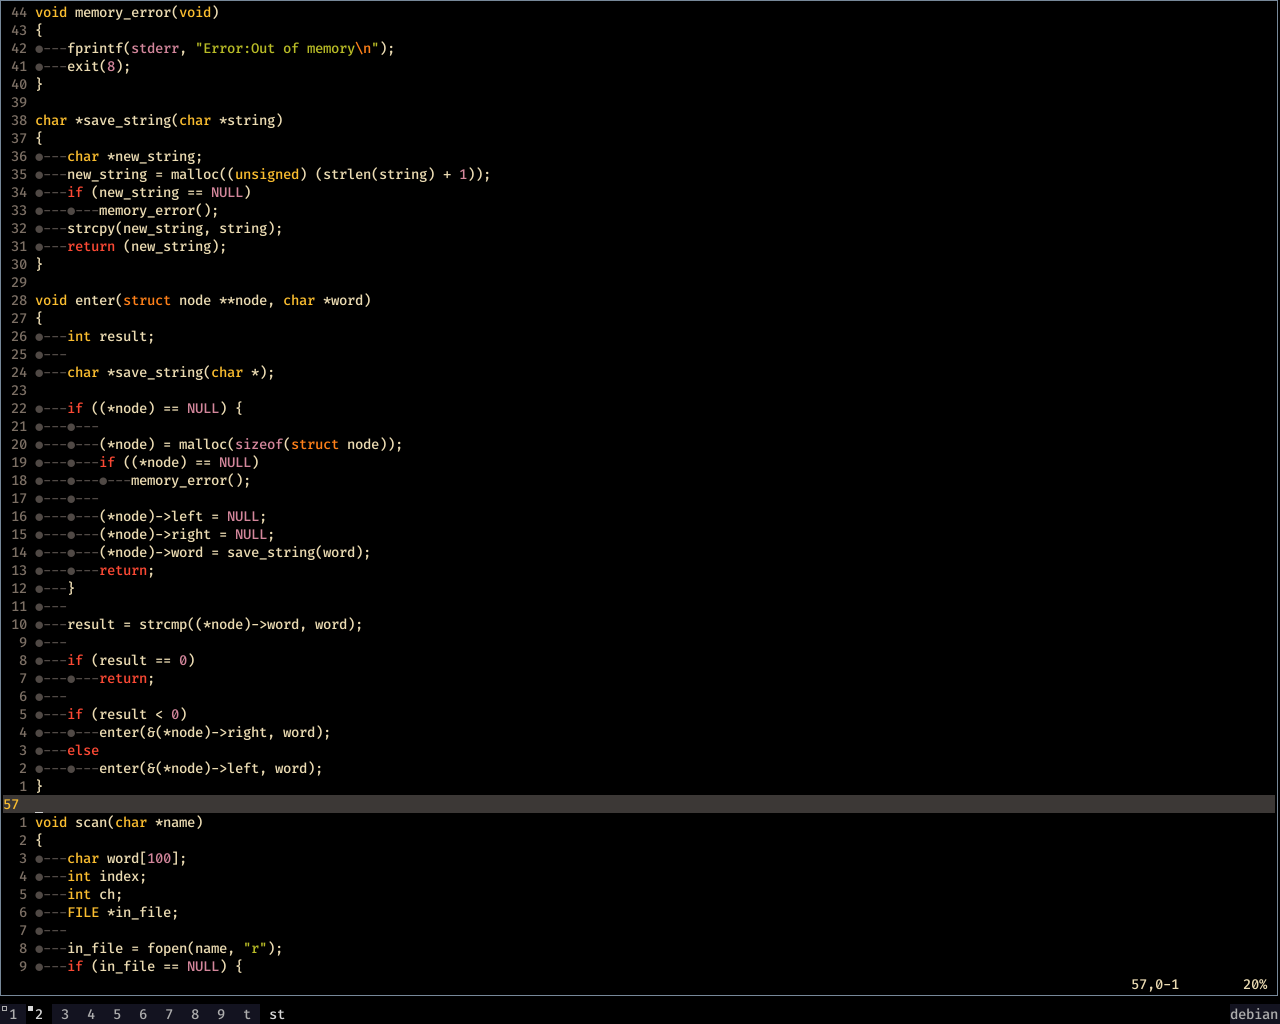 44 void memory_error(void)
43 {
42 ●---fprintf(stderr, "Error:Out of memory\n");
41 ●---exit(8);
40 }
39
38 char *save_string(char *string)
37 {
36 ●---char *new_string;
35 ●---new_string = malloc((unsigned) (strlen(string) + 1));
34 ●---if (new_string == NULL)
33 ●---●---memory_error();
32 ●---strcpy(new_string, string);
31 ●---return (new_string);
30 }
29
28 void enter(struct node **node, char *word)
27 {
26 ●---int result;
25 ●---
24 ●---char *save_string(char *);
23
22 ●---if ((*node) == NULL) {
21 ●---●---
20 ●---●---(*node) = malloc(sizeof(struct node));
19 ●---●---if ((*node) == NULL)
18 ●---●---●---memory_error();
17 ●---●---
16 ●---●---(*node)->left = NULL;
15 ●---●---(*node)->right = NULL;
14 ●---●---(*node)->word = save_string(word);
13 ●---●---return;
12 ●---}
11 ●---
10 ●---result = strcmp((*node)->word, word);
9 ●---
8 ●---if (result == 0)
7 ●---●---return;
6 ●---
5 ●---if (result < 0)
4 ●---●---enter(&(*node)->right, word);
3 ●---else
2 ●---●---enter(&(*node)->left, word);
1 }
57
1 void scan(char *name)
2 {
3 ●---char word[100];
4 ●---int index;
5 ●---int ch;
6 ●---FILE *in_file;
7 ●---
8 ●---in_file = fopen(name, "r");
9 ●---if (in_file == NULL) {
57,0-1 20%
1 2 3 4 5 6 7 8 9 t st debian